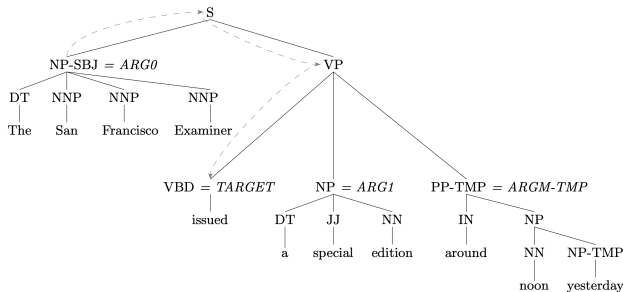 S
NP-SBJ = ARG0 VP
DT NNP NNP NNP
The San Francisco Examiner
VBD = TARGET NP = ARG1 PP-TMP = ARGM-TMP
issued DT JJ NN IN NP
a special edition around NN NP-TMP
noon yesterday